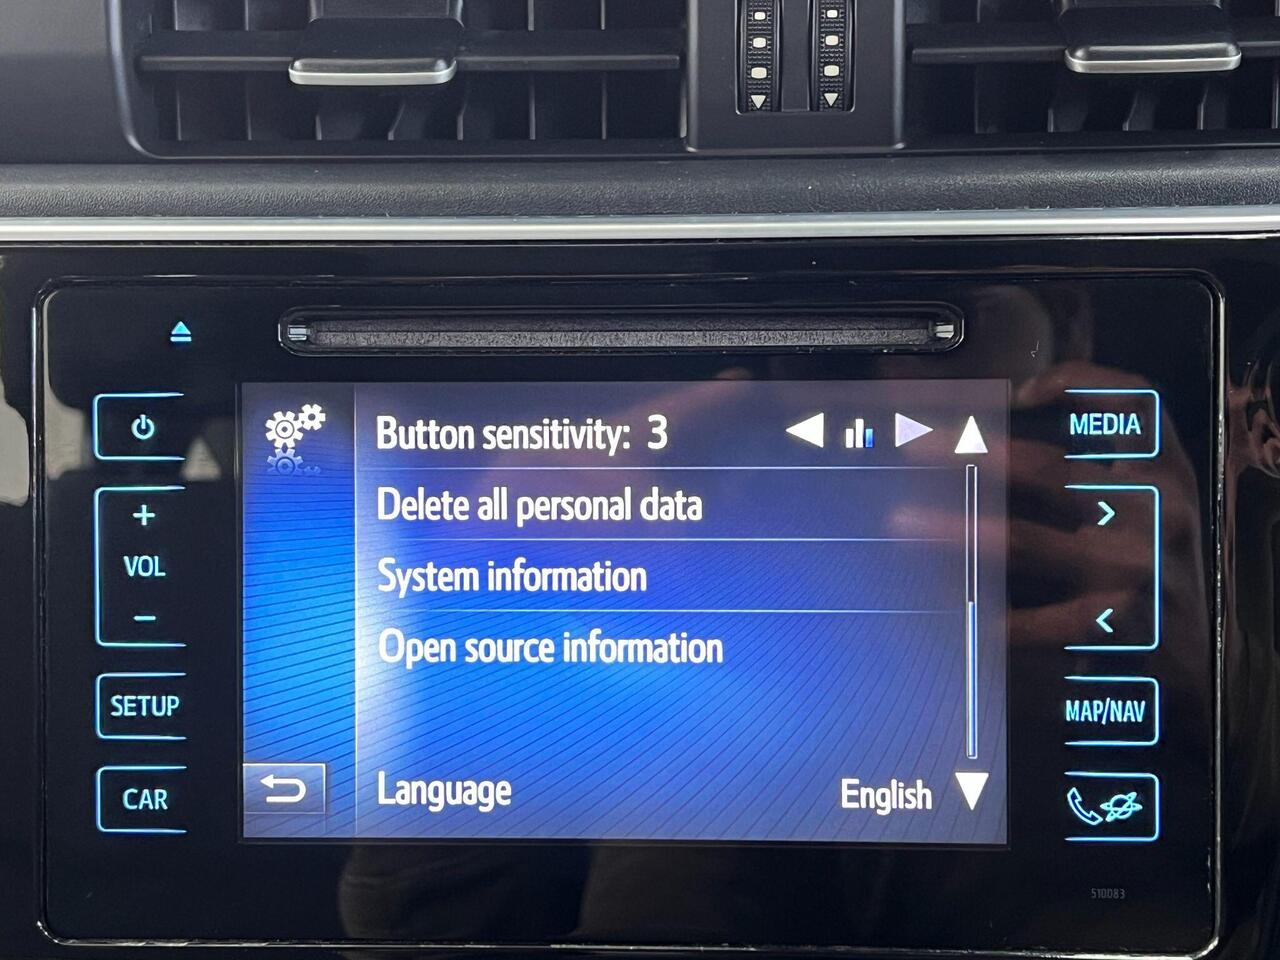 Button sensitivity: 3
Delete all personal data
System information
Open source information
Language English
VOL
SETUP
CAR
MEDIA
MAP/NAV
510083